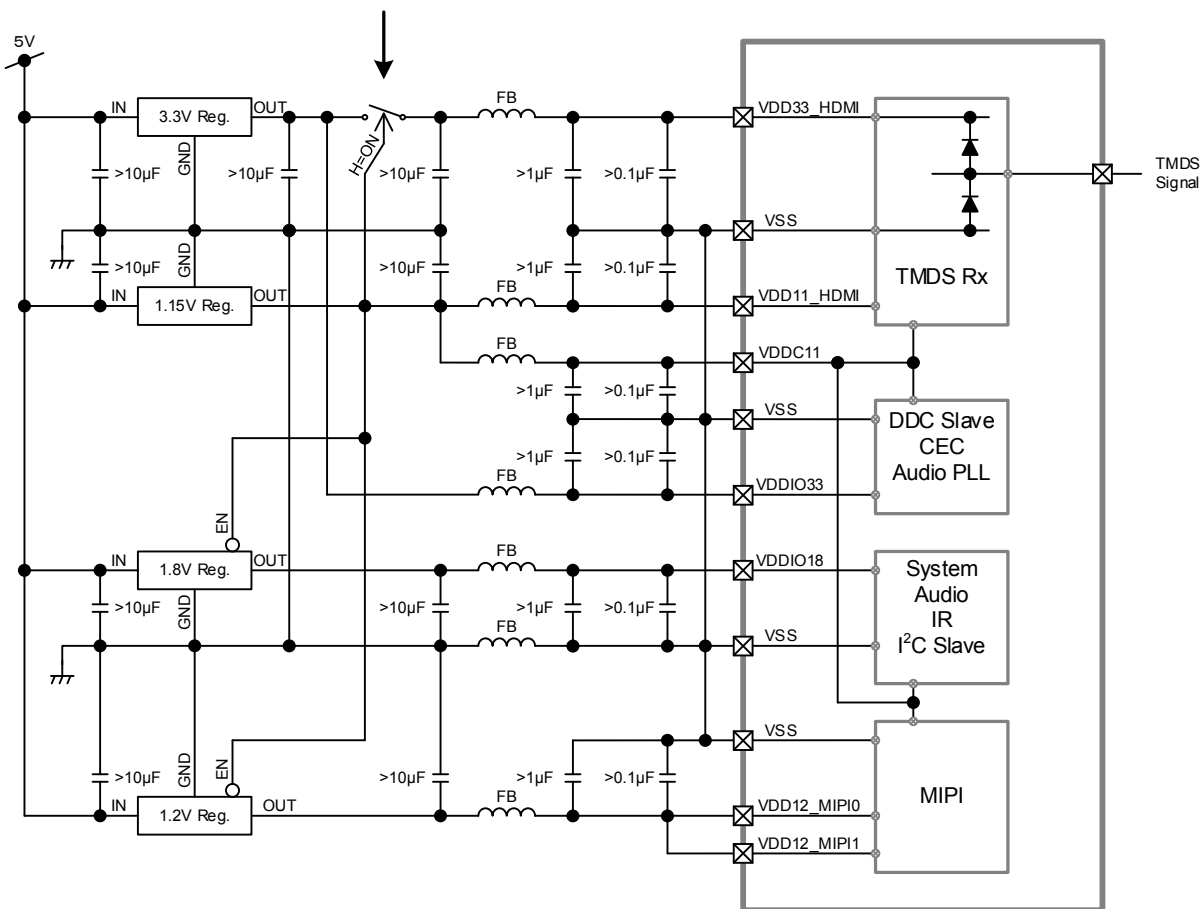 5V
IN
3.3V Reg.
OUT
FB
VDD33_HDMI
GND
H=ON
>10µF
>10µF
>10µF
>1µF
>0.1µF
TMDS
Signal
VSS
GND
>10µF
>10µF
>1µF
>0.1µF
TMDS Rx
IN
1.15V Reg.
OUT
FB
VDD11_HDMI
FB
VDDC11
>1µF
>0.1µF
VSS
DDC Slave
CEC
Audio PLL
>1µF
>0.1µF
FB
VDDIO33
EN
IN
1.8V Reg.
OUT
FB
VDDIO18
System
Audio
IR
I²C Slave
GND
>10µF
>10µF
>1µF
>0.1µF
FB
VSS
VSS
GND
EN
>10µF
>10µF
>1µF
>0.1µF
MIPI
IN
1.2V Reg.
OUT
FB
VDD12_MIPI0
VDD12_MIPI1